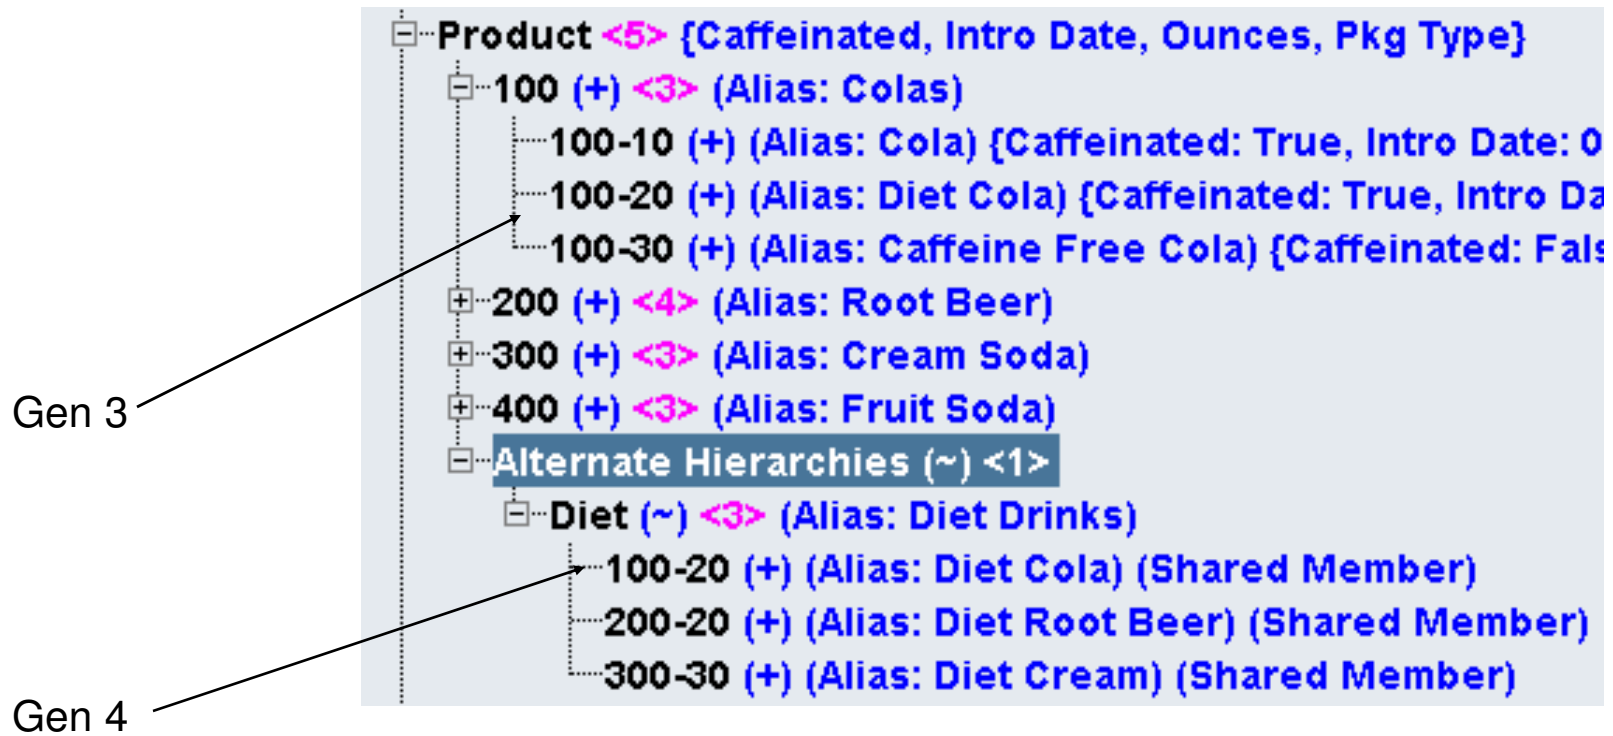 Product <5> {Caffeinated, Intro Date, Ounces, Pkg Type}
100 (+) <3> (Alias: Colas)
100-10 (+) (Alias: Cola) {Caffeinated: True, Intro Date: 0
100-20 (+) (Alias: Diet Cola) {Caffeinated: True, Intro Da
100-30 (+) (Alias: Caffeine Free Cola) {Caffeinated: Fals
200 (+) <4> (Alias: Root Beer)
300 (+) <3> (Alias: Cream Soda)
Gen 3
400 (+) <3> (Alias: Fruit Soda)
Alternate Hierarchies (~) <1>
Diet (~) <3> (Alias: Diet Drinks)
100-20 (+) (Alias: Diet Cola) (Shared Member)
200-20 (+) (Alias: Diet Root Beer) (Shared Member)
300-30 (+) (Alias: Diet Cream) (Shared Member)
Gen 4